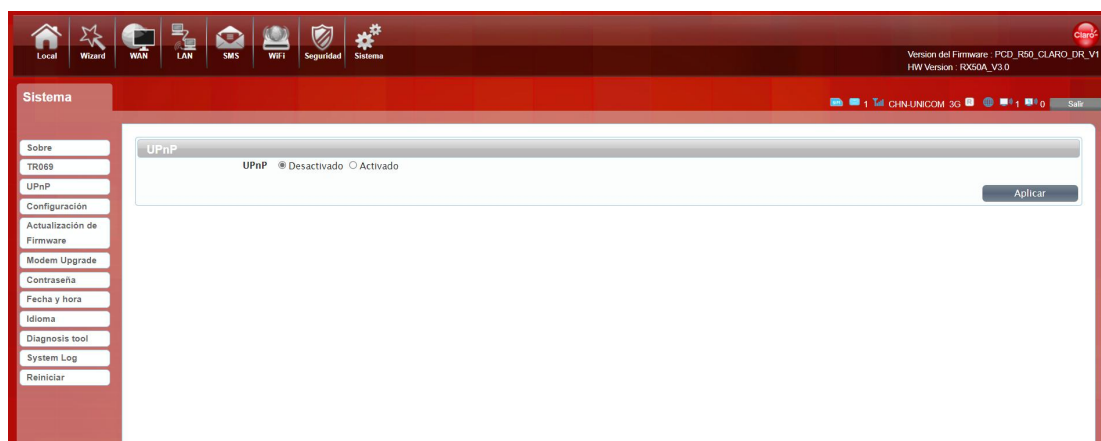 Local Wizard WAN LAN SMS WiFi Seguridad Sistema
Claro
Version del Firmware : PCD_R50_CLARO_DR_V1
HW Version : RX50A_V3.0
Sistema
1 CHN-UNICOM 3G R 1 0 Salir
Sobre
TR069
UPnP
Configuración
Actualización de
Firmware
Modem Upgrade
Contraseña
Fecha y hora
Idioma
Diagnosis tool
System Log
Reiniciar
UPnP
UPnP Desactivado Activado
Aplicar